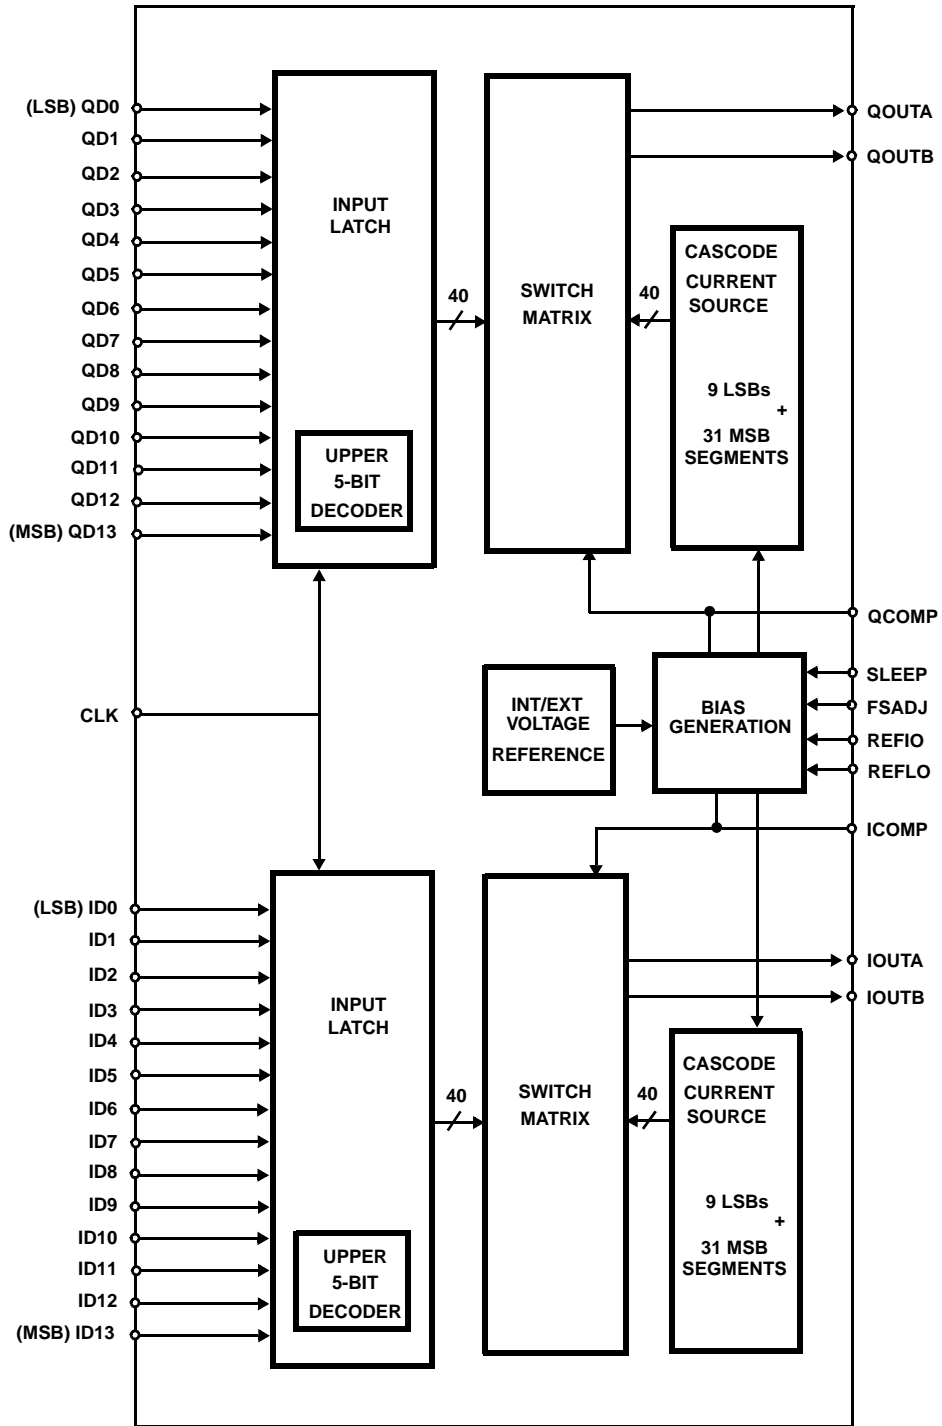 (LSB) QD0
QD1
QD2
QD3
QD4
QD5
QD6
QD7
QD8
QD9
QD10
QD11
QD12
(MSB) QD13
INPUT
LATCH
UPPER
5-BIT
DECODER
40
SWITCH
MATRIX
40
CASCODE
CURRENT
SOURCE
9 LSBs
+
31 MSB
SEGMENTS
QOUTA
QOUTB
QCOMP
SLEEP
FSADJ
REFIO
REFLO
ICOMP
CLK
INT/EXT
VOLTAGE
REFERENCE
BIAS
GENERATION
(LSB) ID0
ID1
ID2
ID3
ID4
ID5
ID6
ID7
ID8
ID9
ID10
ID11
ID12
(MSB) ID13
INPUT
LATCH
UPPER
5-BIT
DECODER
40
SWITCH
MATRIX
40
CASCODE
CURRENT
SOURCE
9 LSBs
+
31 MSB
SEGMENTS
IOUTA
IOUTB